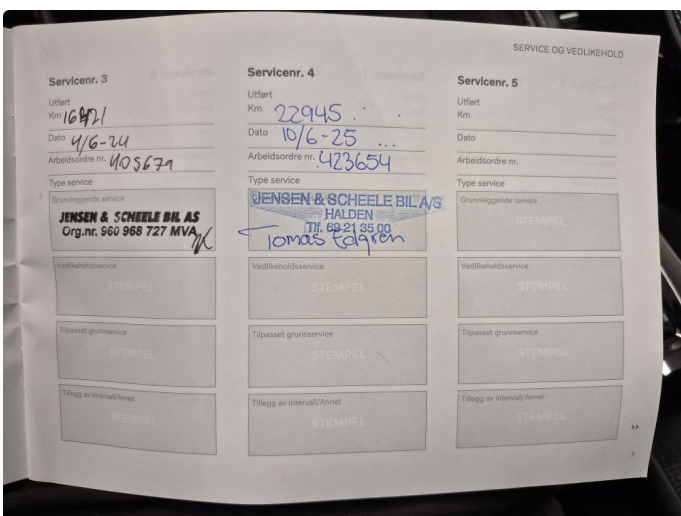 SERVICE OG VEDLIKEHOLD
Servicenr. 3
Utført
Km 16421
Dato 4/6-24
Arbeidsordre nr. 405679
Type service
Grunnleggende service
JENSEN & SCHEELE BIL AS
Org.nr. 960 968 727 MVA
Vedlikeholdsservice
STEMPEL
Tilpasset grunnservice
STEMPEL
Tillegg av intervall/Annet
STEMPEL
Servicenr. 4
Utført
Km 22945
Dato 10/6-25
Arbeidsordre nr. 423654
Type service
JENSEN & SCHEELE BIL A/S
HALDEN
Tlf. 69 21 35 00
Tomas Edgren
Vedlikeholdsservice
STEMPEL
Tilpasset grunnservice
STEMPEL
Tillegg av intervall/Annet
STEMPEL
Servicenr. 5
Utført
Km
Dato
Arbeidsordre nr.
Type service
Grunnleggende service
STEMPEL
Vedlikeholdsservice
STEMPEL
Tilpasset grunnservice
STEMPEL
Tillegg av intervall/Annet
STEMPEL
7